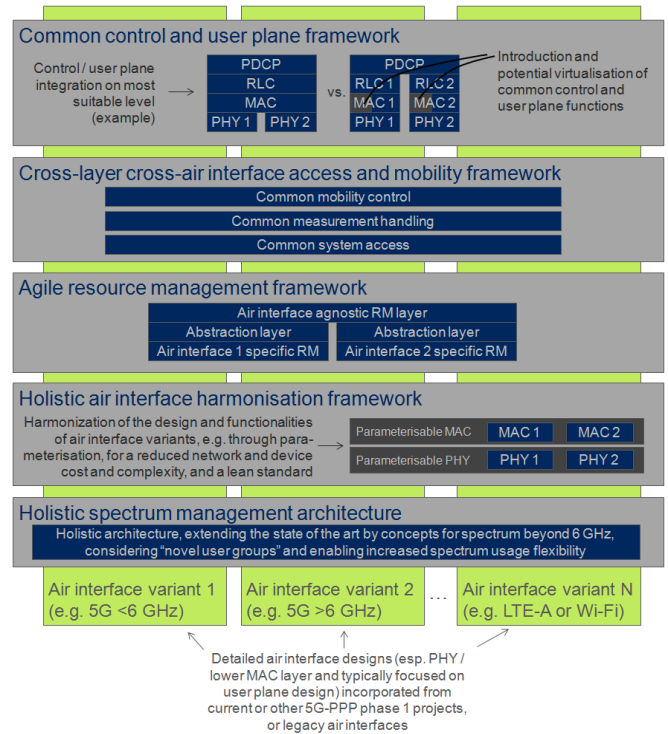 Common control and user plane framework
Control / user plane
integration on most
suitable level
(example)
PDCP
RLC
MAC
PHY 1 PHY 2
vs.
PDCP
RLC 1 RLC 2
MAC 1 MAC 2
PHY 1 PHY 2
Introduction and
potential virtualisation of
common control and
user plane functions
Cross-layer cross-air interface access and mobility framework
Common mobility control
Common measurement handling
Common system access
Agile resource management framework
Air interface agnostic RM layer
Abstraction layer Abstraction layer
Air interface 1 specific RM Air interface 2 specific RM
Holistic air interface harmonisation framework
Harmonization of the design and functionalities
of air interface variants, e.g. through para-
meterisation, for a reduced network and device
cost and complexity, and a lean standard
Parameterisable MAC MAC 1 MAC 2
Parameterisable PHY PHY 1 PHY 2
Holistic spectrum management architecture
Holistic architecture, extending the state of the art by concepts for spectrum beyond 6 GHz,
considering “novel user groups” and enabling increased spectrum usage flexibility
Air interface variant 1
(e.g. 5G <6 GHz)
Air interface variant 2
(e.g. 5G >6 GHz)
...
Air interface variant N
(e.g. LTE-A or Wi-Fi)
Detailed air interface designs (esp. PHY /
lower MAC layer and typically focused on
user plane design) incorporated from
current or other 5G-PPP phase 1 projects,
or legacy air interfaces